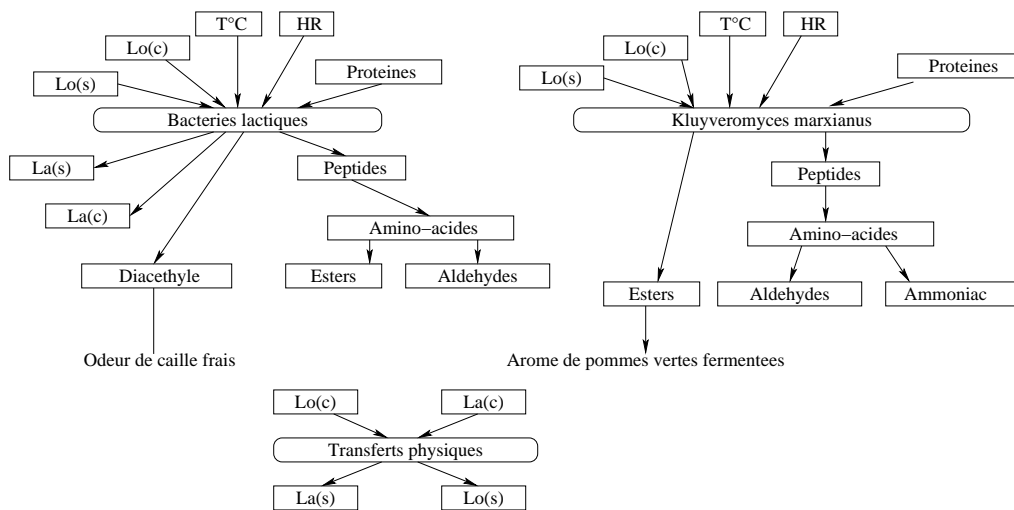 T°C
HR
Lo(c)
Lo(s)
Proteines
Bacteries lactiques
La(s)
La(c)
Peptides
Amino−acides
Diacethyle
Esters
Aldehydes
Odeur de caille frais
T°C
HR
Lo(c)
Lo(s)
Proteines
Kluyveromyces marxianus
Peptides
Amino−acides
Esters
Aldehydes
Ammoniac
Arome de pommes vertes fermentees
Lo(c)
La(c)
Transferts physiques
La(s)
Lo(s)